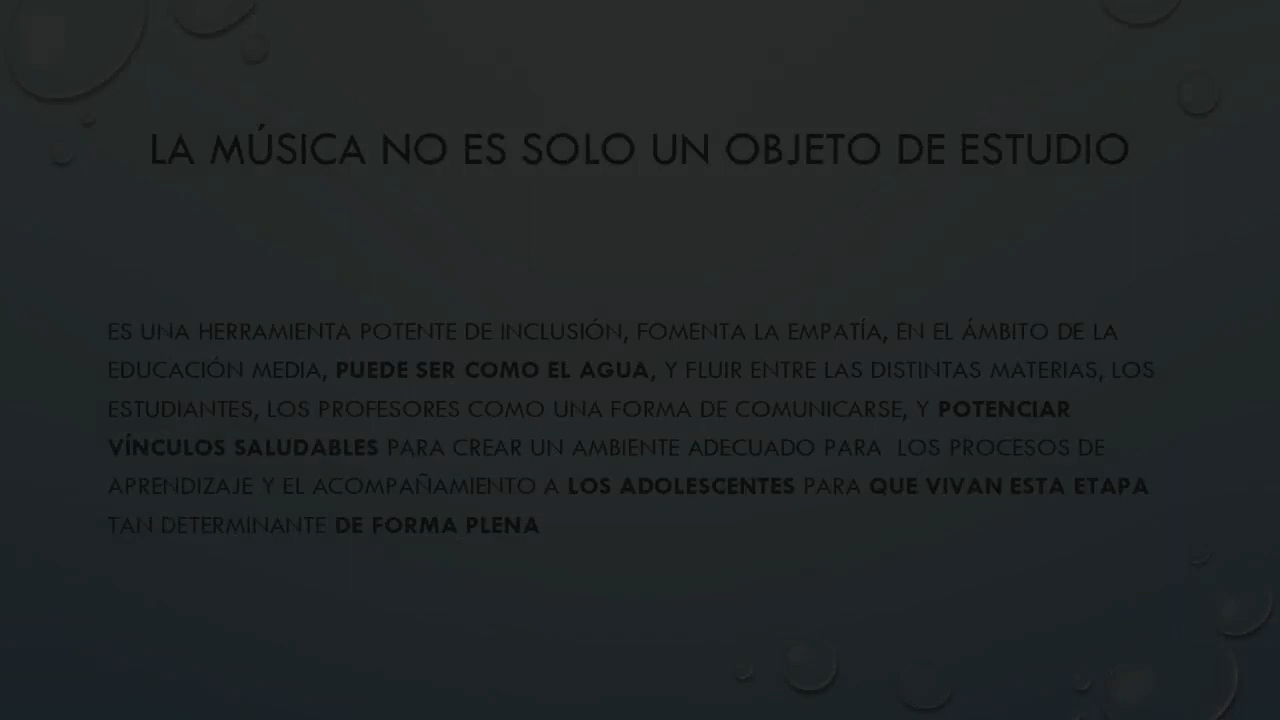 LA MÚSICA NO ES SOLO UN OBJETO DE ESTUDIO
ES UNA HERRAMIENTA POTENTE DE INCLUSIÓN, FOMENTA LA EMPATÍA, EN EL ÁMBITO DE LA
EDUCACIÓN MEDIA, PUEDE SER COMO EL AGUA, Y FLUIR ENTRE LAS DISTINTAS MATERIAS, LOS
ESTUDIANTES, LOS PROFESORES COMO UNA FORMA DE COMUNICARSE, Y POTENCIAR
VÍNCULOS SALUDABLES PARA CREAR UN AMBIENTE ADECUADO PARA LOS PROCESOS DE
APRENDIZAJE Y EL ACOMPAÑAMIENTO A LOS ADOLESCENTES PARA QUE VIVAN ESTA ETAPA
TAN DETERMINANTE DE FORMA PLENA